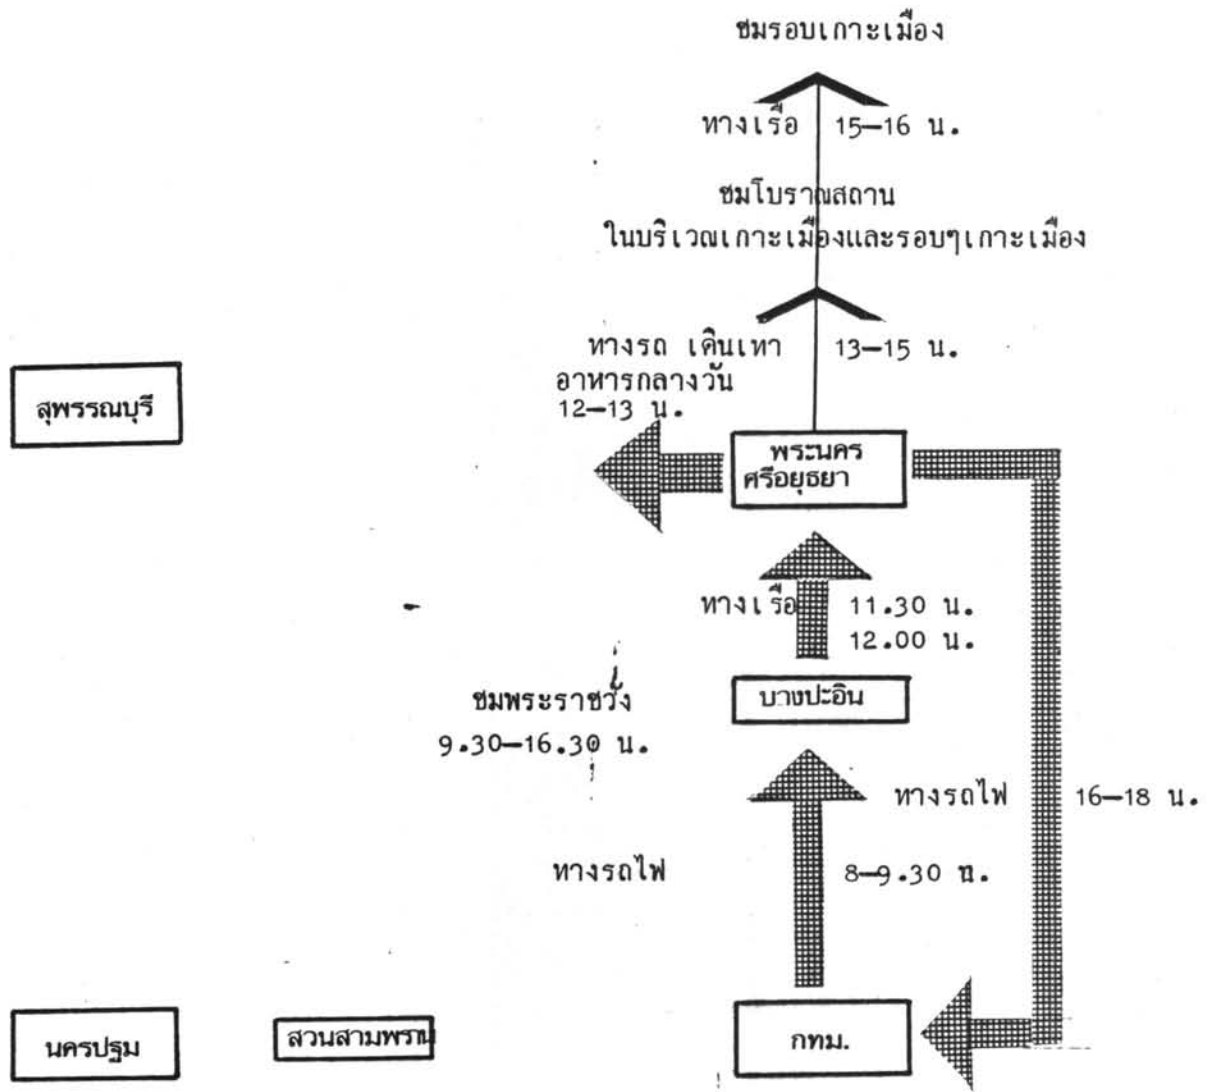 ชมรอบเกาะเมือง
ทางเรือ 15—16 น.
ชมโบราณสถาน
ในบริเวณเกาะเมืองและรอบๆเกาะเมือง
ทางรถ เดินเทา 13—15 น.
อาหารกลางวัน
12—13 น.
สุพรรณบุรี
พระนคร
ศรีอยุธยา
ทางเรือ 11.30 น.
12.00 น.
ชมพระราชวัง
9.30—16.30 น.
บางปะอิน
ทางรถไฟ 16—18 น.
ทางรถไฟ 8—9.30 น.
นครปฐม
สวนสามพราน
กทม.